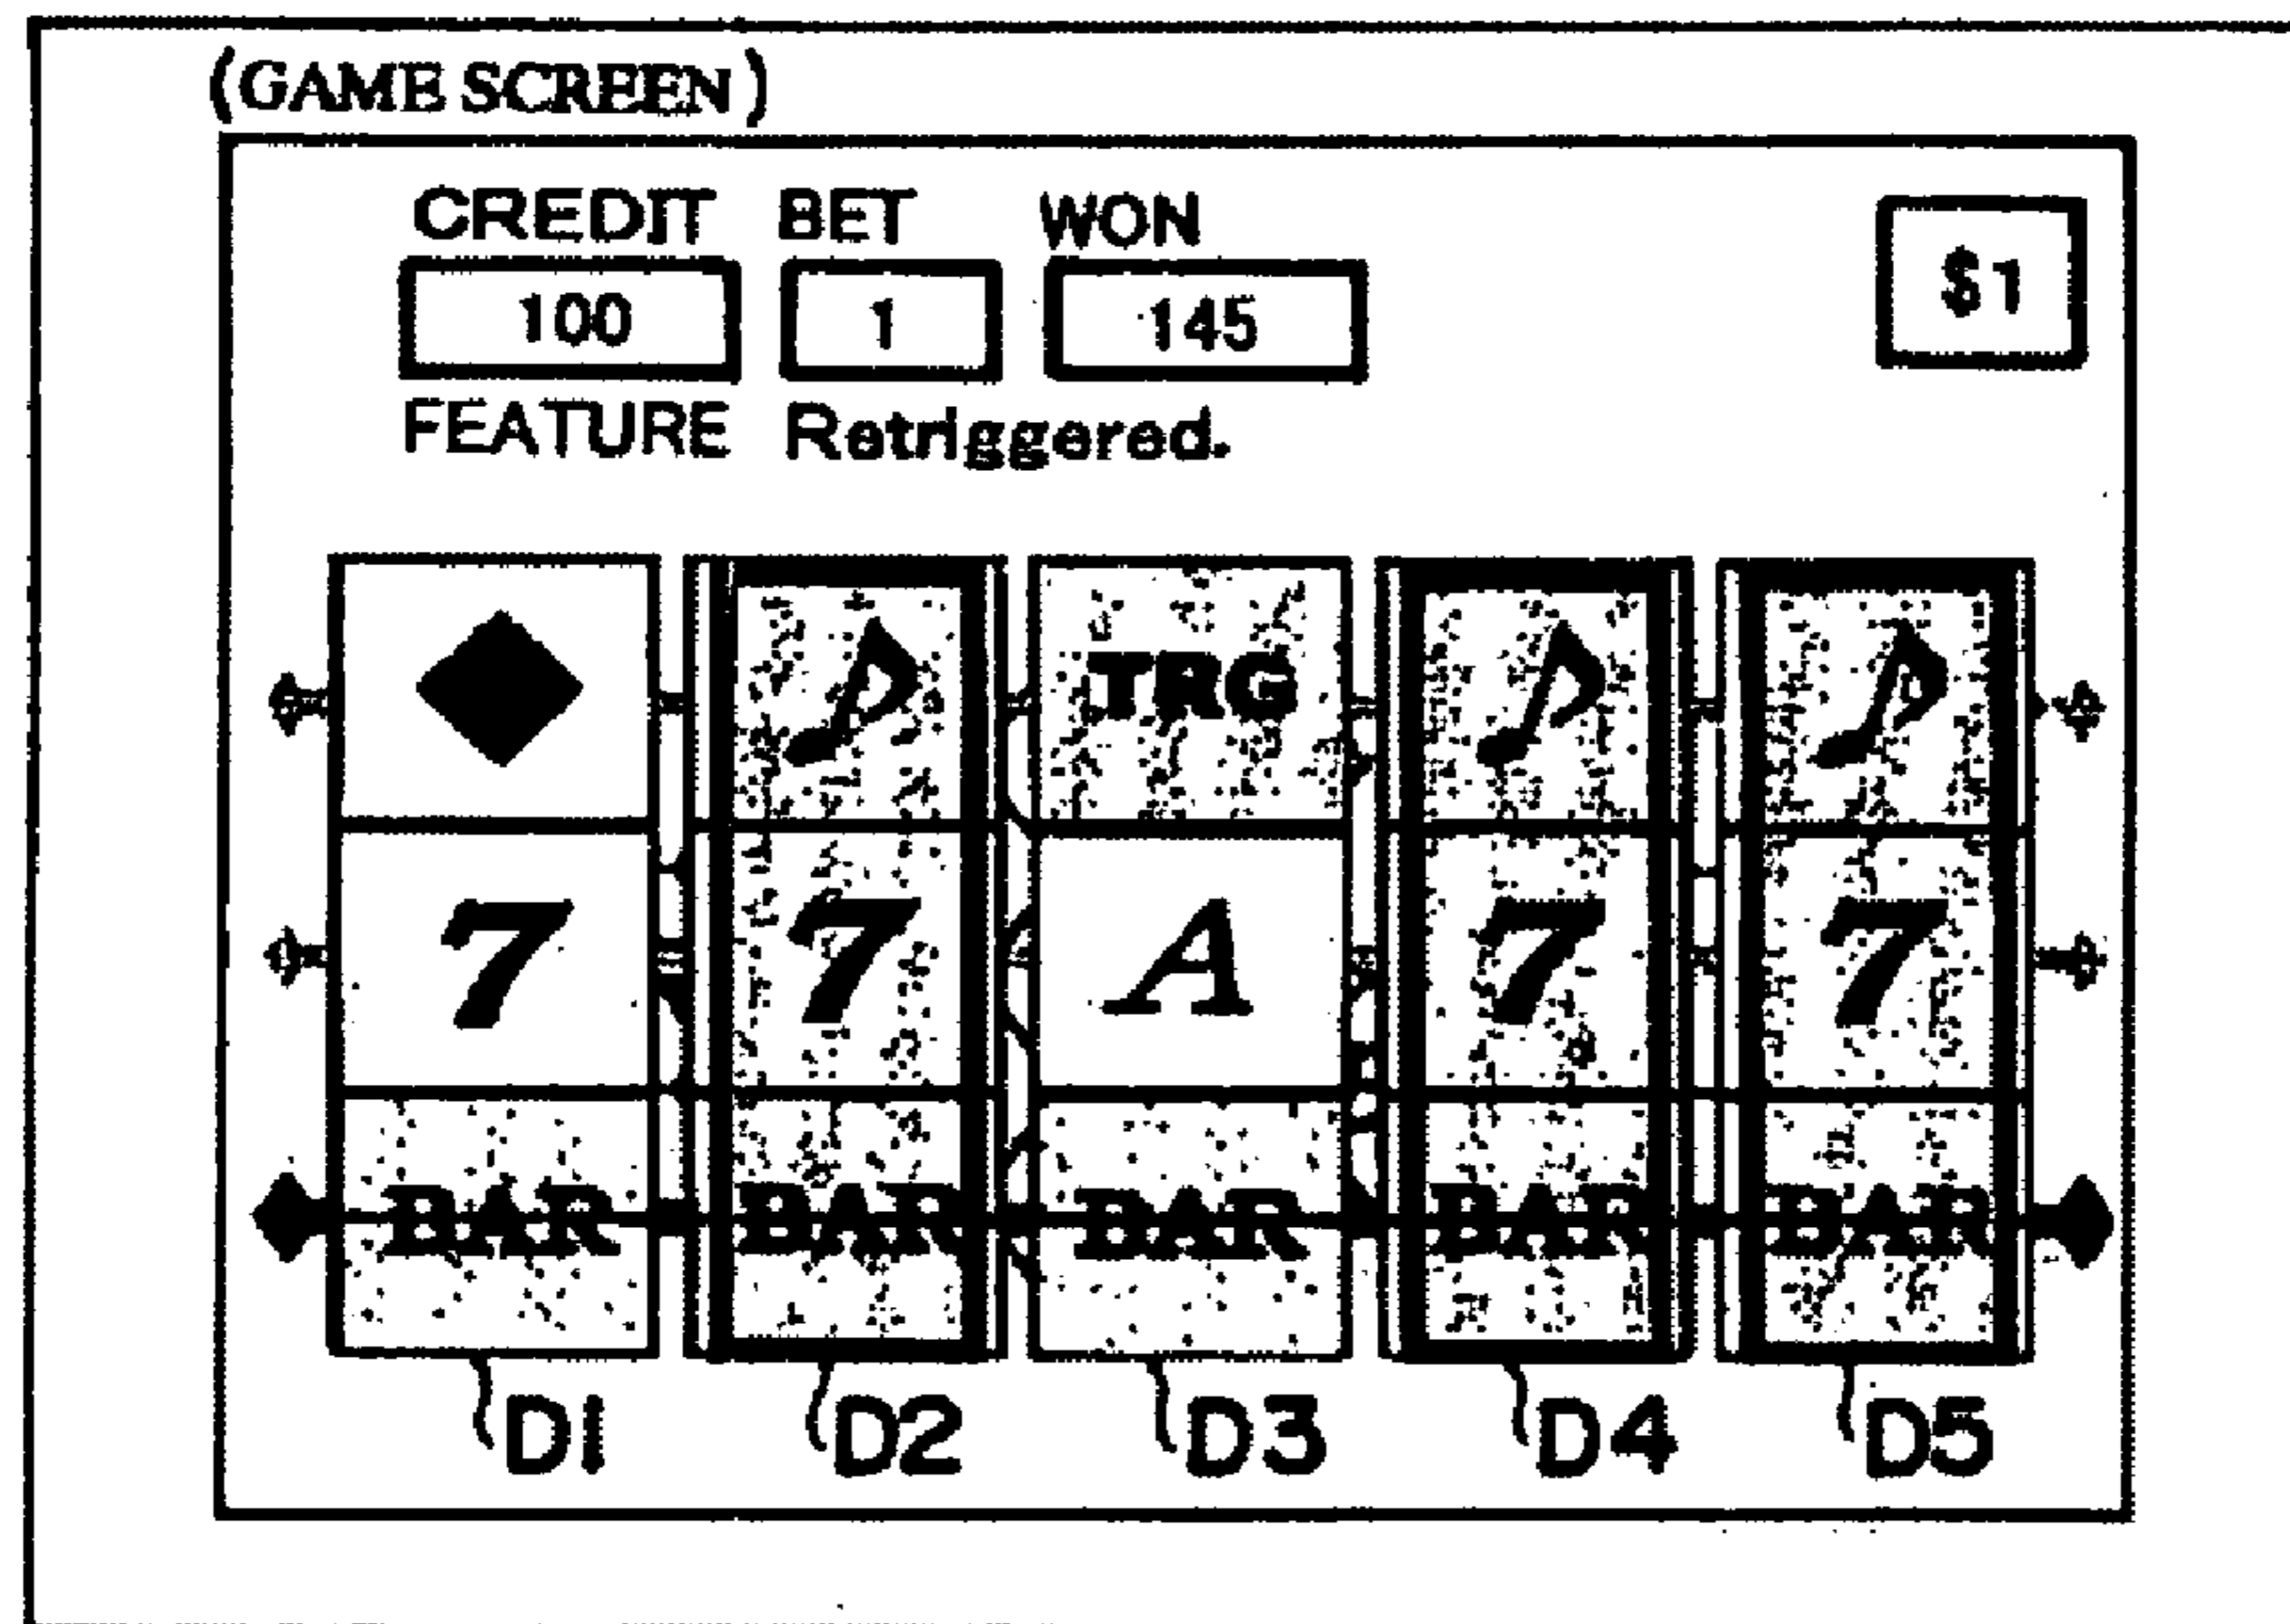 (GAME SCREEN)
CREDIT BET WON
100 1 145 $1
FEATURE Retriggered.
TRG
7 7 A 7 7
BAR BAR BAR BAR BAR
D1 D2 D3 D4 D5